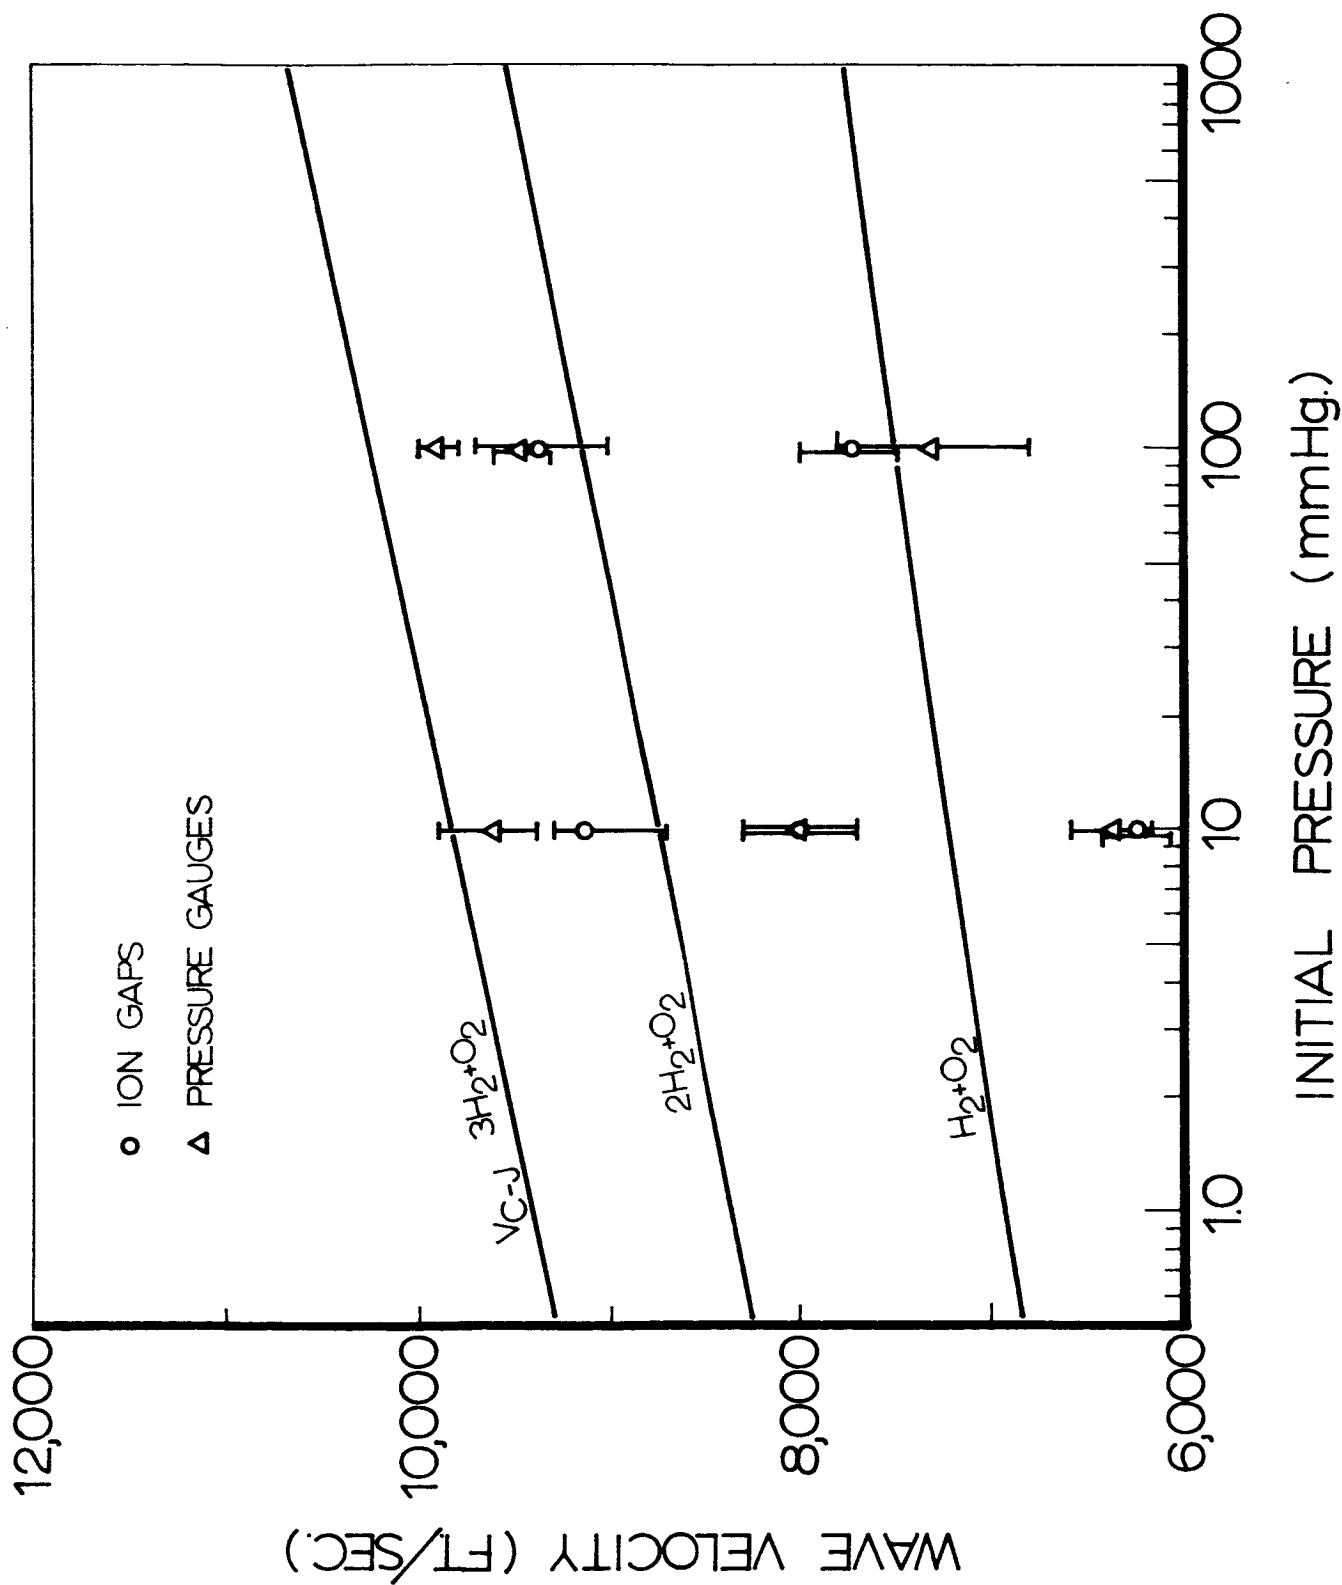 12,000
10,000
8,000
6,000
WAVE VELOCITY (FT./SEC.)
O ION GAPS
Δ PRESSURE GAUGES
VC-J 3H2+O2
2H2+O2
H2+O2
1.0
10
100
1000
INITIAL PRESSURE (mmHg.)